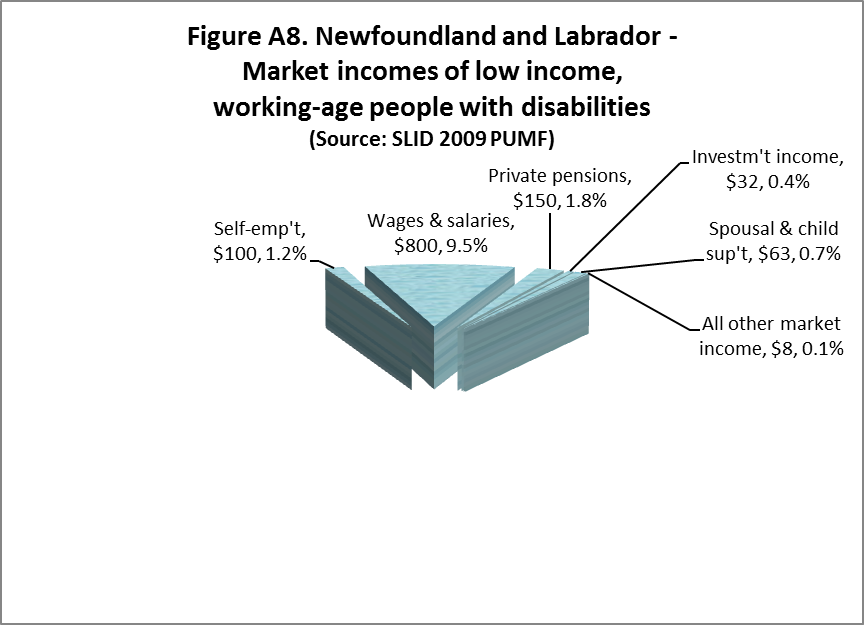 Figure A8. Newfoundland and Labrador -
Market incomes of low income,
working-age people with disabilities
(Source: SLID 2009 PUMF)
Self-emp't,
$100, 1.2%
Wages & salaries,
$800, 9.5%
Private pensions,
$150, 1.8%
Investm't income,
$32, 0.4%
Spousal & child
sup't, $63, 0.7%
All other market
income, $8, 0.1%